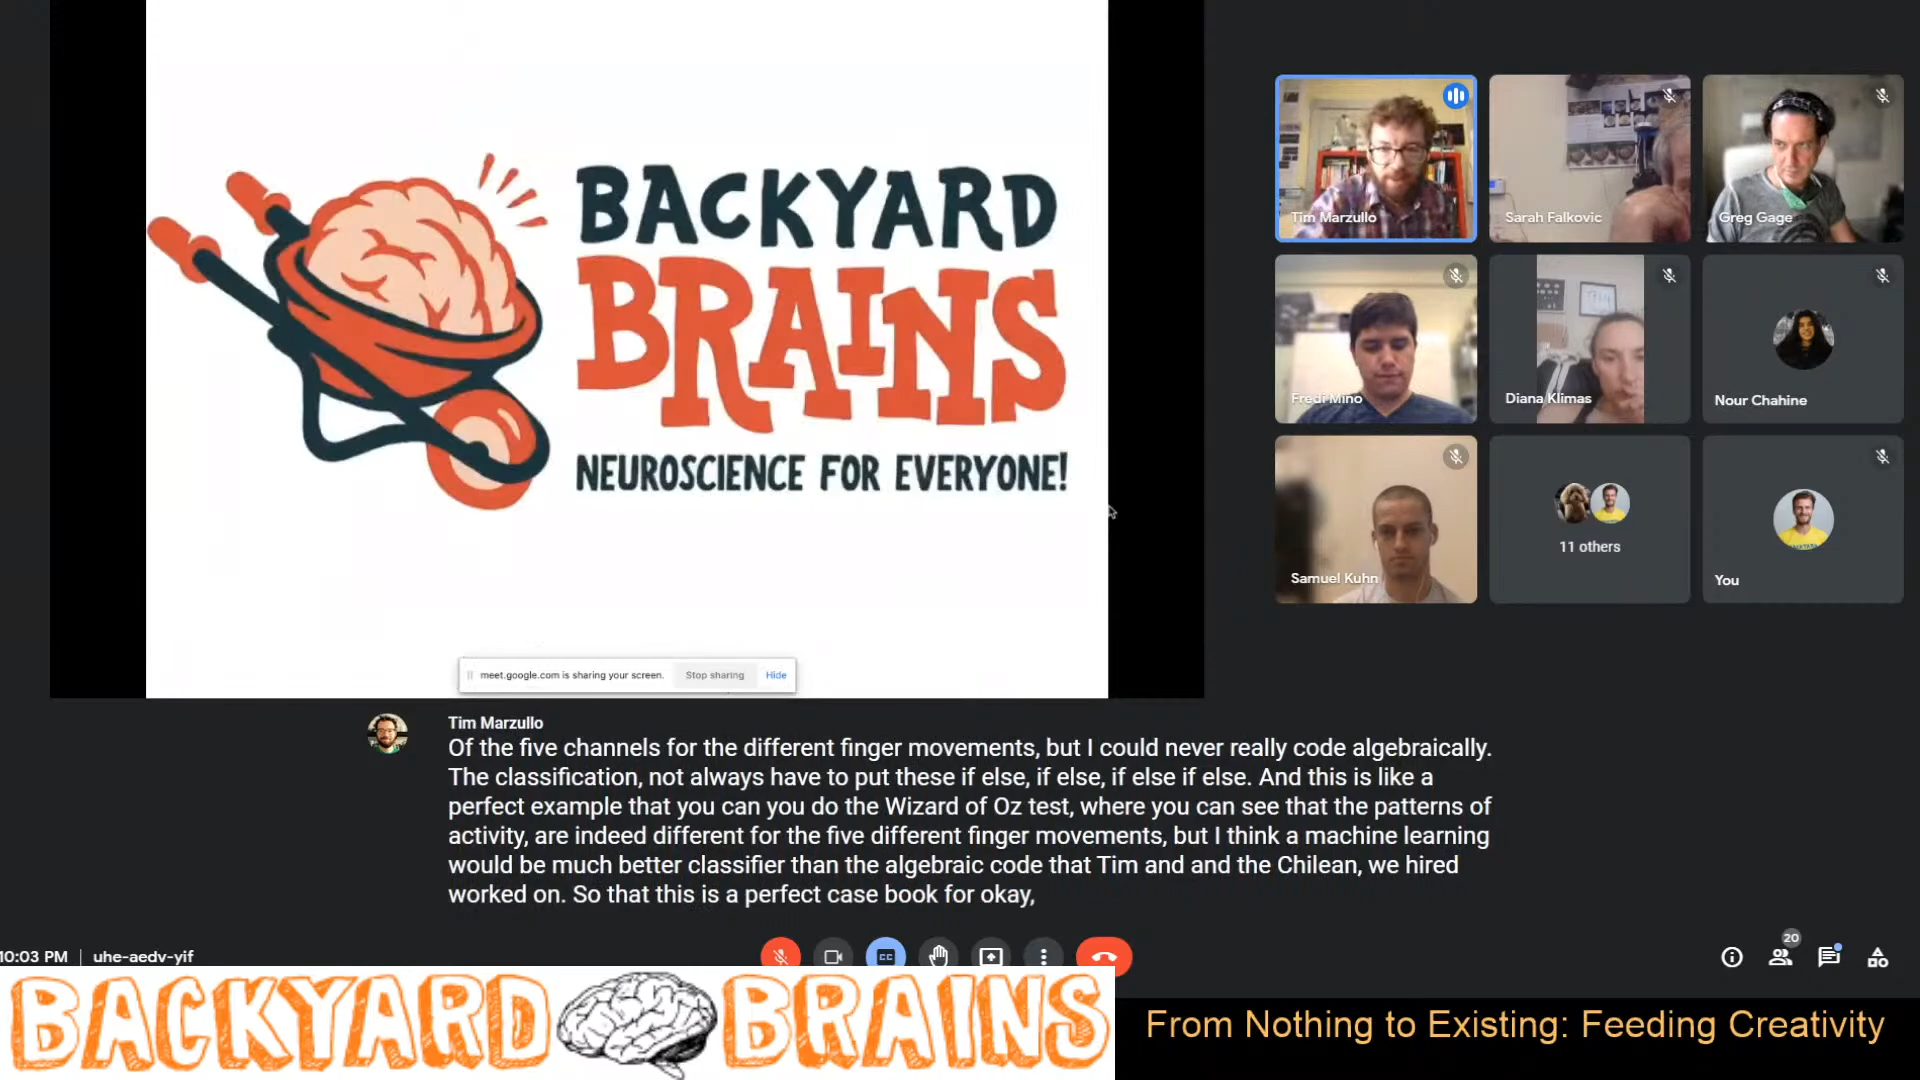 BACKYARD
BRAINS
NEUROSCIENCE FOR EVERYONE!
meet.google.com is sharing your screen.
Stop sharing
Hide
Tim Marzullo
Sarah Falkovic
Greg Gage
Fredi Mino
Diana Klimas
Nour Chahine
Samuel Kuhn
11 others
You
Tim Marzullo
Of the five channels for the different finger movements, but I could never really code algebraically.
The classification, not always have to put these if else, if else, if else if else. And this is like a
perfect example that you can you do the Wizard of Oz test, where you can see that the patterns of
activity, are indeed different for the five different finger movements, but I think a machine learning
would be much better classifier than the algebraic code that Tim and and the Chilean, we hired
worked on. So that this is a perfect case book for okay,
10:03 PM | uhe-aedv-yif
CC
20
BACKYARD BRAINS
From Nothing to Existing: Feeding Creativity